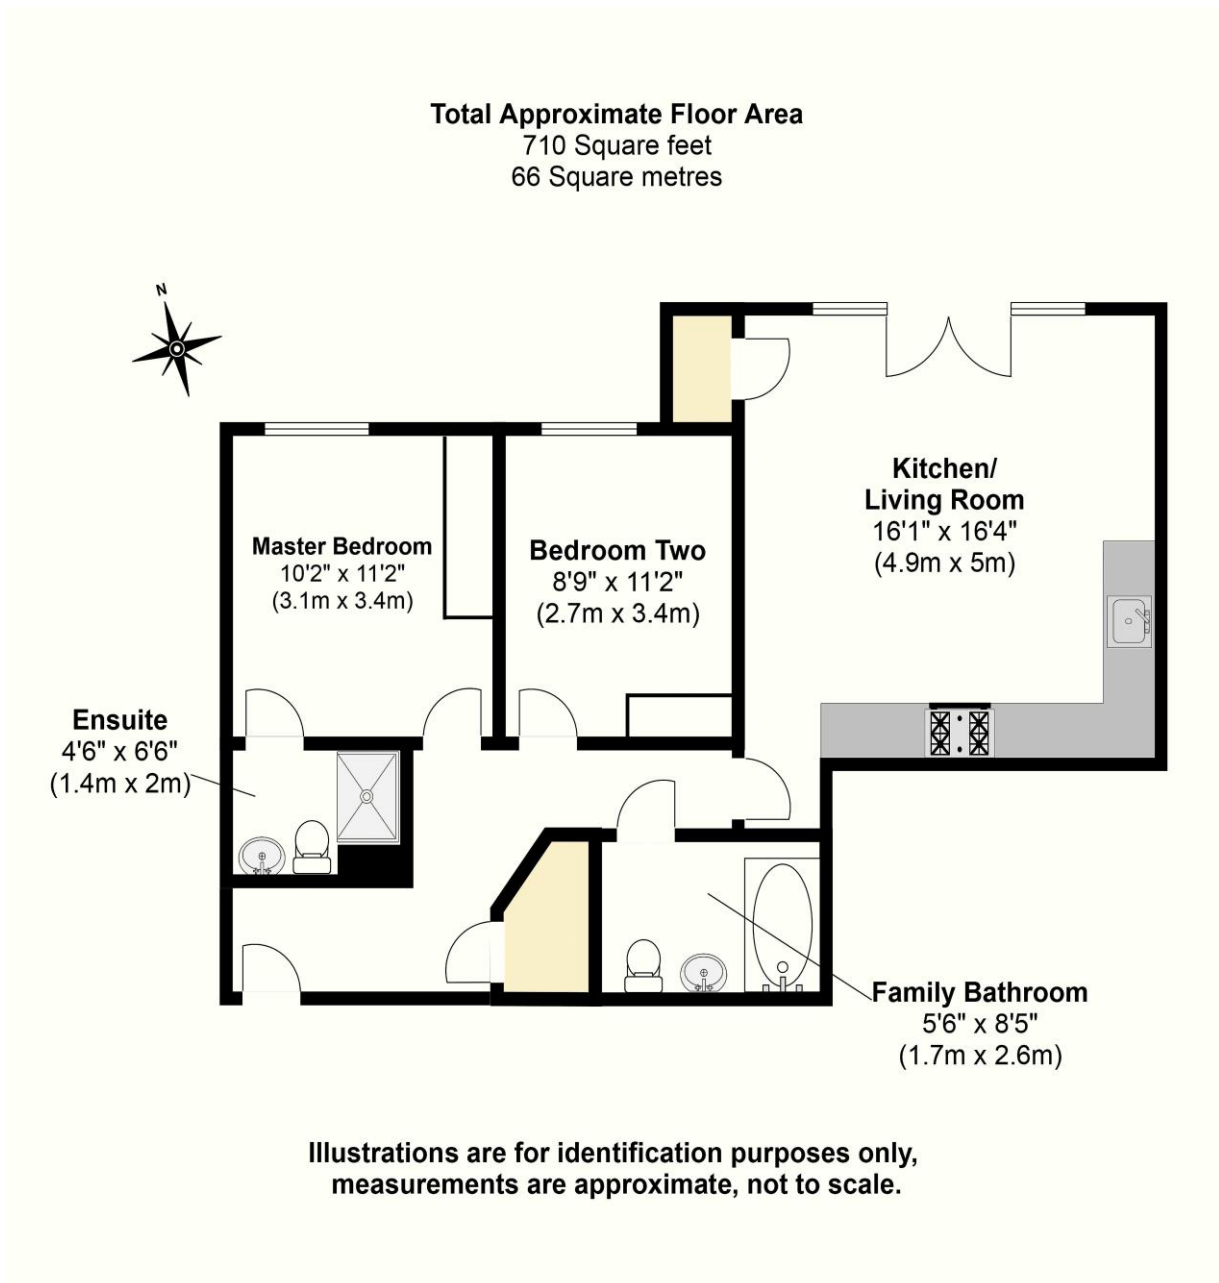 Total Approximate Floor Area
710 Square feet
66 Square metres
N
Kitchen/
Living Room
16'1" x 16'4"
(4.9m x 5m)
Master Bedroom
10'2" x 11'2"
(3.1m x 3.4m)
Bedroom Two
8'9" x 11'2"
(2.7m x 3.4m)
Ensuite
4'6" x 6'6"
(1.4m x 2m)
Family Bathroom
5'6" x 8'5"
(1.7m x 2.6m)
Illustrations are for identification purposes only,
measurements are approximate, not to scale.